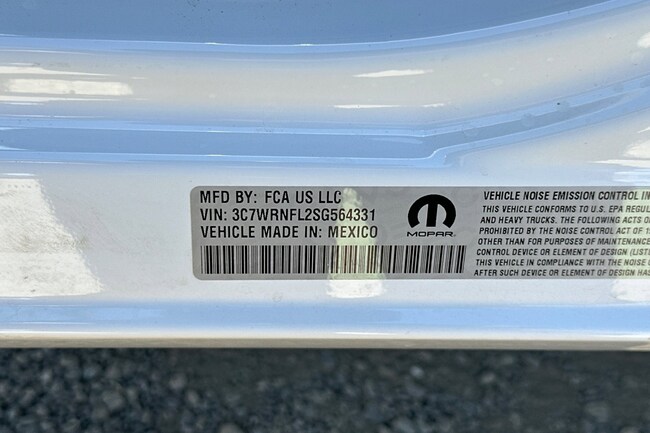 MFD BY: FCA US LLC
VIN: 3C7WRNFL2SG564331
VEHICLE MADE IN: MEXICO
MOPAR
VEHICLE NOISE EMISSION CONTROL IN
THIS VEHICLE CONFORMS TO U.S. EPA REGU
AND HEAVY TRUCKS. THE FOLLOWING ACTS O
PROHIBITED BY THE NOISE CONTROL ACT OF 19
OTHER THAN FOR PURPOSES OF MAINTENANCE
CONTROL DEVICE OR ELEMENT OF DESIGN (LISTE
THIS VEHICLE IN COMPLIANCE WITH THE NOISE C
AFTER SUCH DEVICE OR ELEMENT OF DESIGN HAS